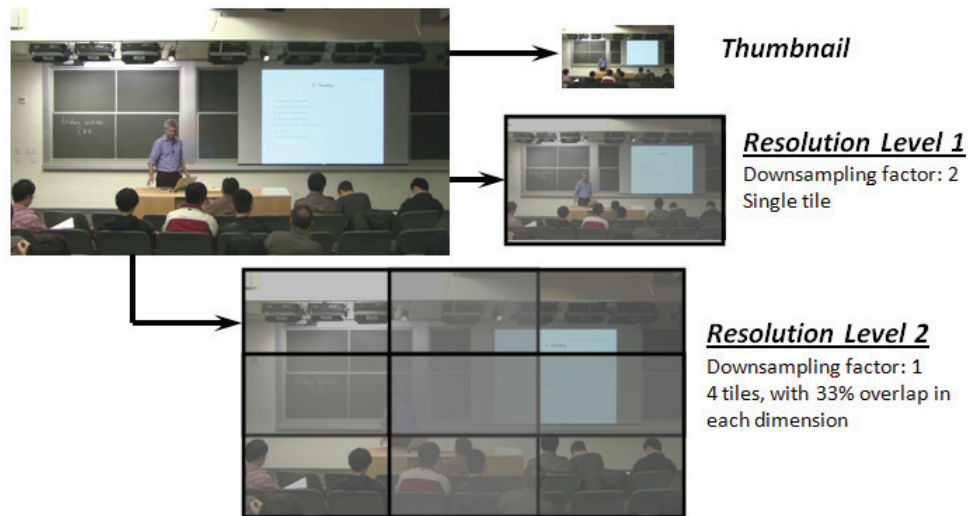 Thumbnail
Resolution Level 1
Downsampling factor: 2
Single tile
Resolution Level 2
Downsampling factor: 1
4 tiles, with 33% overlap in
each dimension